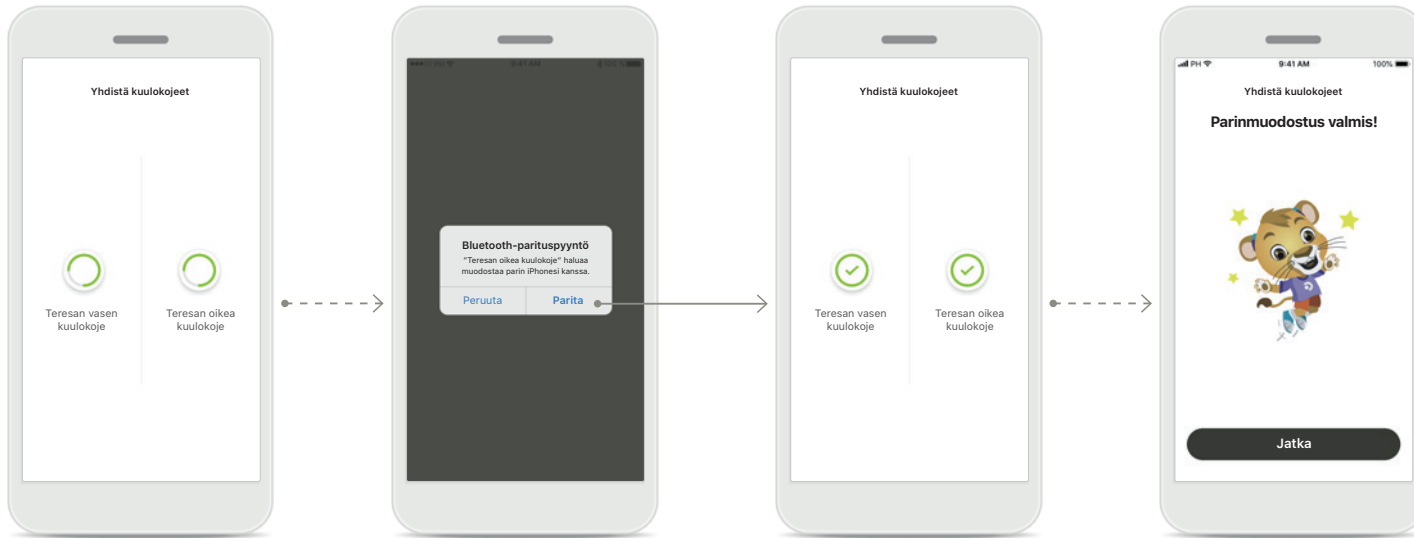 Yhdistä kuulokojeet
Teresan vasen
kuulokoje
Teresan oikea
kuulokoje
9:41 AM
Bluetooth-parituspyyntö
"Teresan oikea kuulokoje" haluaa
muodostaa parin iPhonesi kanssa.
Peruuta
Parita
Yhdistä kuulokojeet
Teresan vasen
kuulokoje
Teresan oikea
kuulokoje
PH 9:41 AM 100%
Yhdistä kuulokojeet
Parinmuodostus valmis!
Jatka